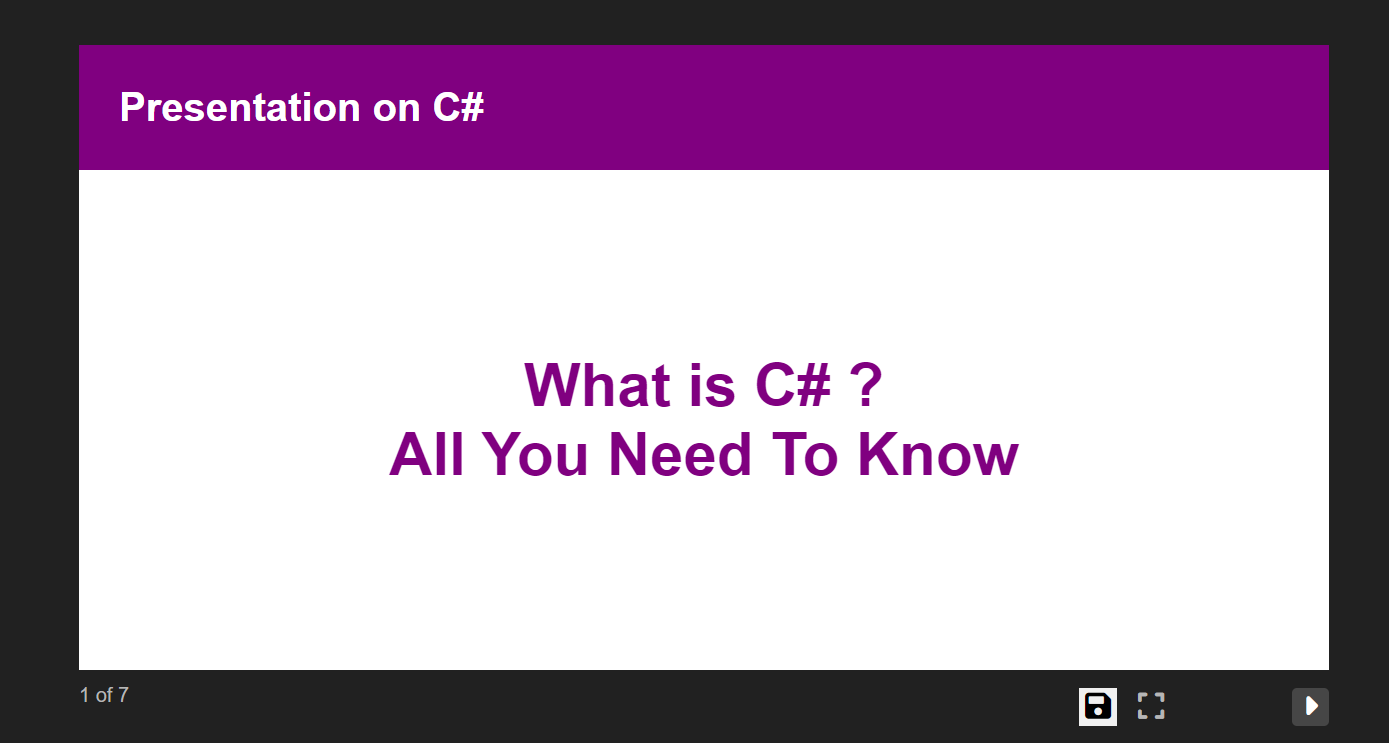 Presentation on C#
What is C# ?
All You Need To Know
1 of 7